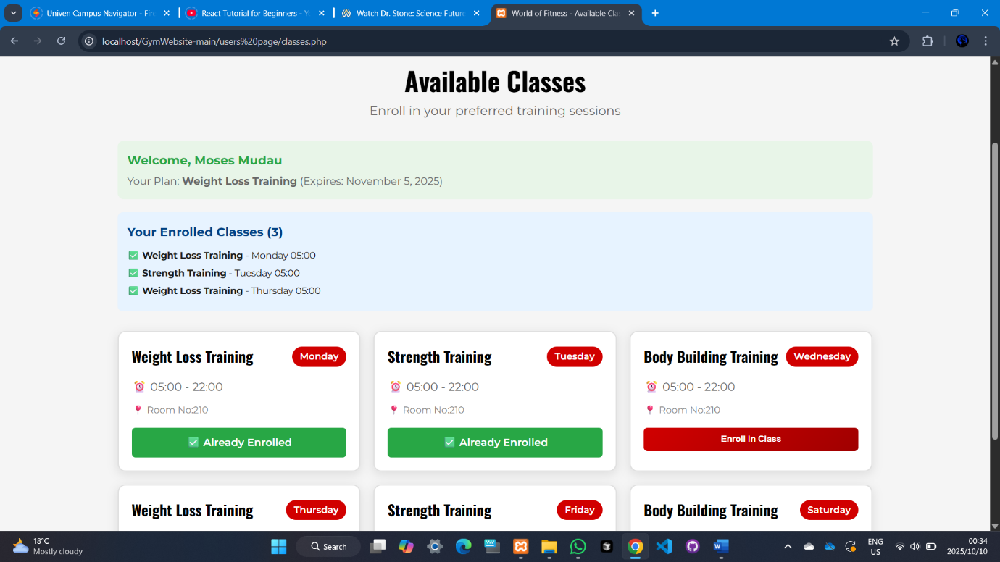 Univen Campus Navigator - Fir
React Tutorial for Beginners - Y
Watch Dr. Stone: Science Future
World of Fitness - Available Cla
localhost/GymWebsite-main/users%20page/classes.php
Available Classes
Enroll in your preferred training sessions
Welcome, Moses Mudau
Your Plan: Weight Loss Training (Expires: November 5, 2025)
Your Enrolled Classes (3)
✅ Weight Loss Training - Monday 05:00
✅ Strength Training - Tuesday 05:00
✅ Weight Loss Training - Thursday 05:00
Weight Loss Training Monday
⏰ 05:00 - 22:00
📍 Room No:210
✅ Already Enrolled
Strength Training Tuesday
⏰ 05:00 - 22:00
📍 Room No:210
✅ Already Enrolled
Body Building Training Wednesday
⏰ 05:00 - 22:00
📍 Room No:210
Enroll in Class
Weight Loss Training Thursday
Strength Training Friday
Body Building Training Saturday
18°C
Mostly cloudy
Search
ENG
US
00:34
2025/10/10